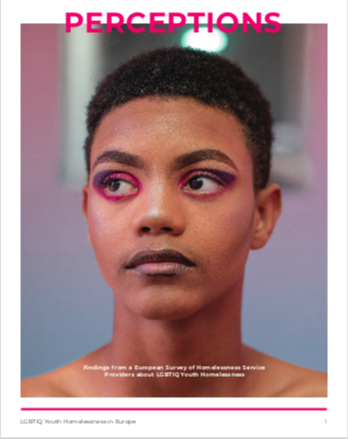 PERCEPTIONS
Findings from a European Survey of Homelessness Service
Providers about LGBTIQ Youth Homelessness
LGBTIQ Youth Homelessness in Europe
1